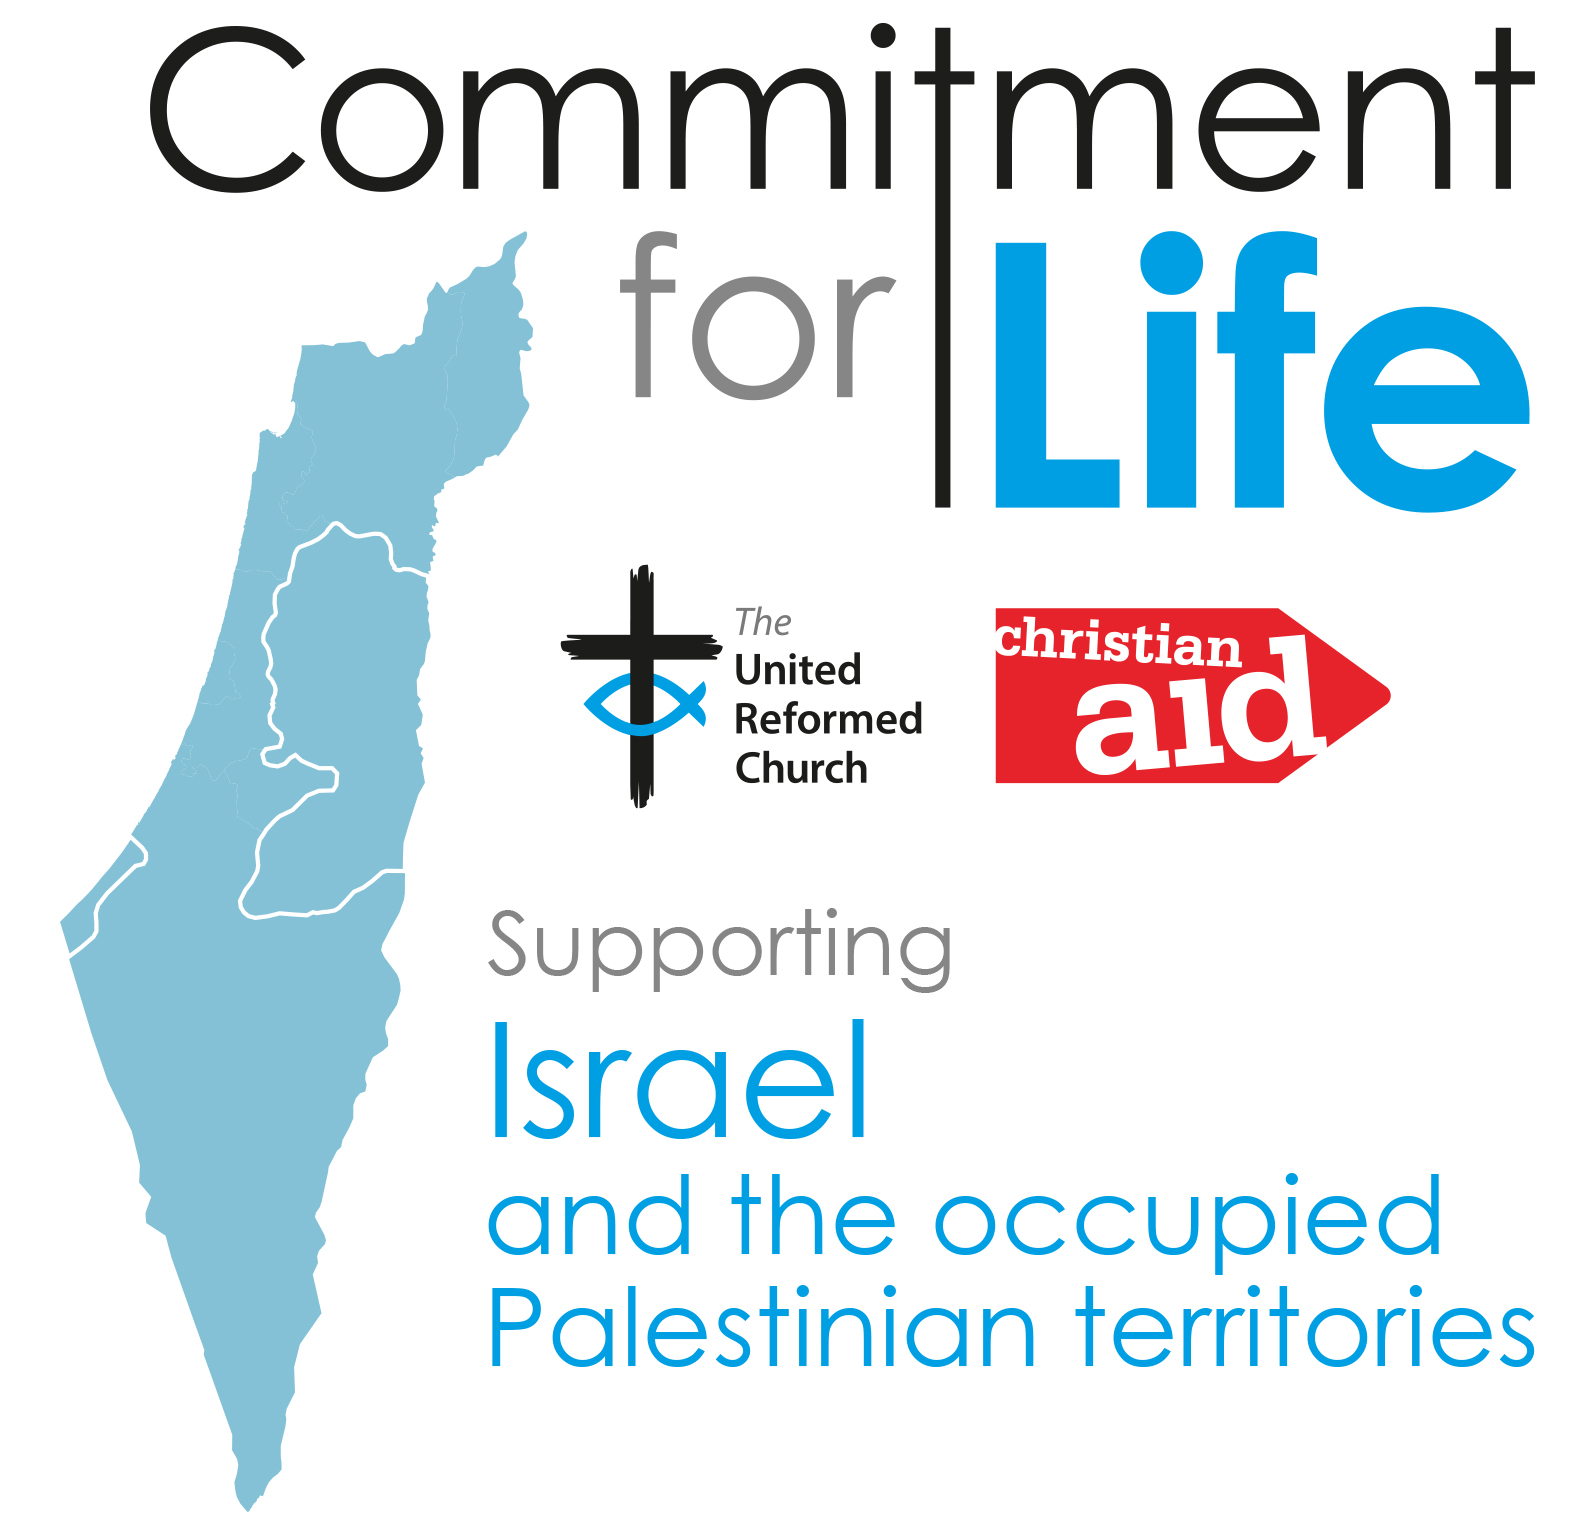 Commitment
for Life
The
United
Reformed
Church
christian
aid
Supporting
Israel
and the occupied
Palestinian territories